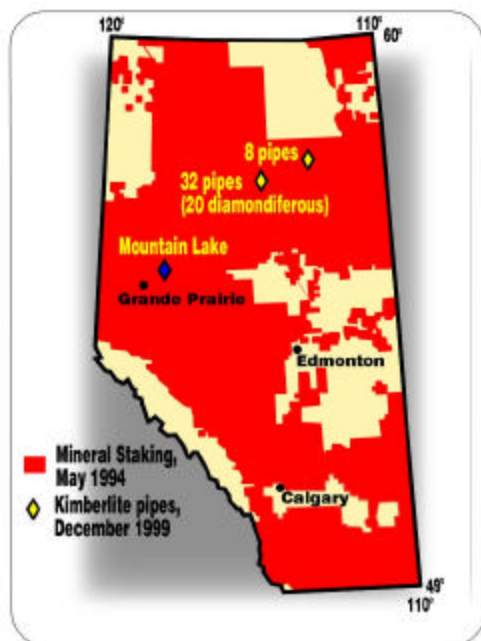 120°
110°
60°
8 pipes
32 pipes
(20 diamondiferous)
Mountain Lake
Grande Prairie
Edmonton
Mineral Staking,
May 1994
Kimberlite pipes,
December 1999
Calgary
49°
110°